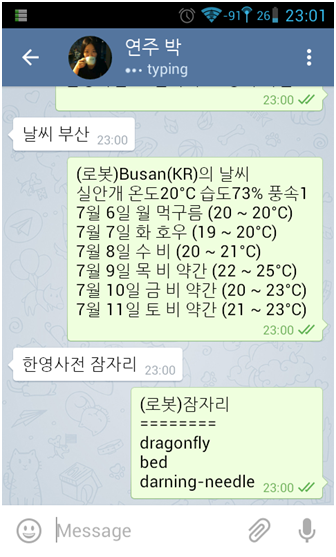 -91 26 23:01
연주 박
••• typing
23:00
날씨 부산 23:00
(로봇)Busan(KR)의 날씨
실안개 온도20°C 습도73% 풍속1
7월 6일 월 먹구름 (20 ~ 20°C)
7월 7일 화 호우 (19 ~ 20°C)
7월 8일 수 비 (20 ~ 21°C)
7월 9일 목 비 약간 (22 ~ 25°C)
7월 10일 금 비 약간 (20 ~ 23°C)
7월 11일 토 비 약간 (21 ~ 23°C)
23:00
한영사전 잠자리 23:00
(로봇)잠자리
========
dragonfly
bed
darning-needle 23:00
Message